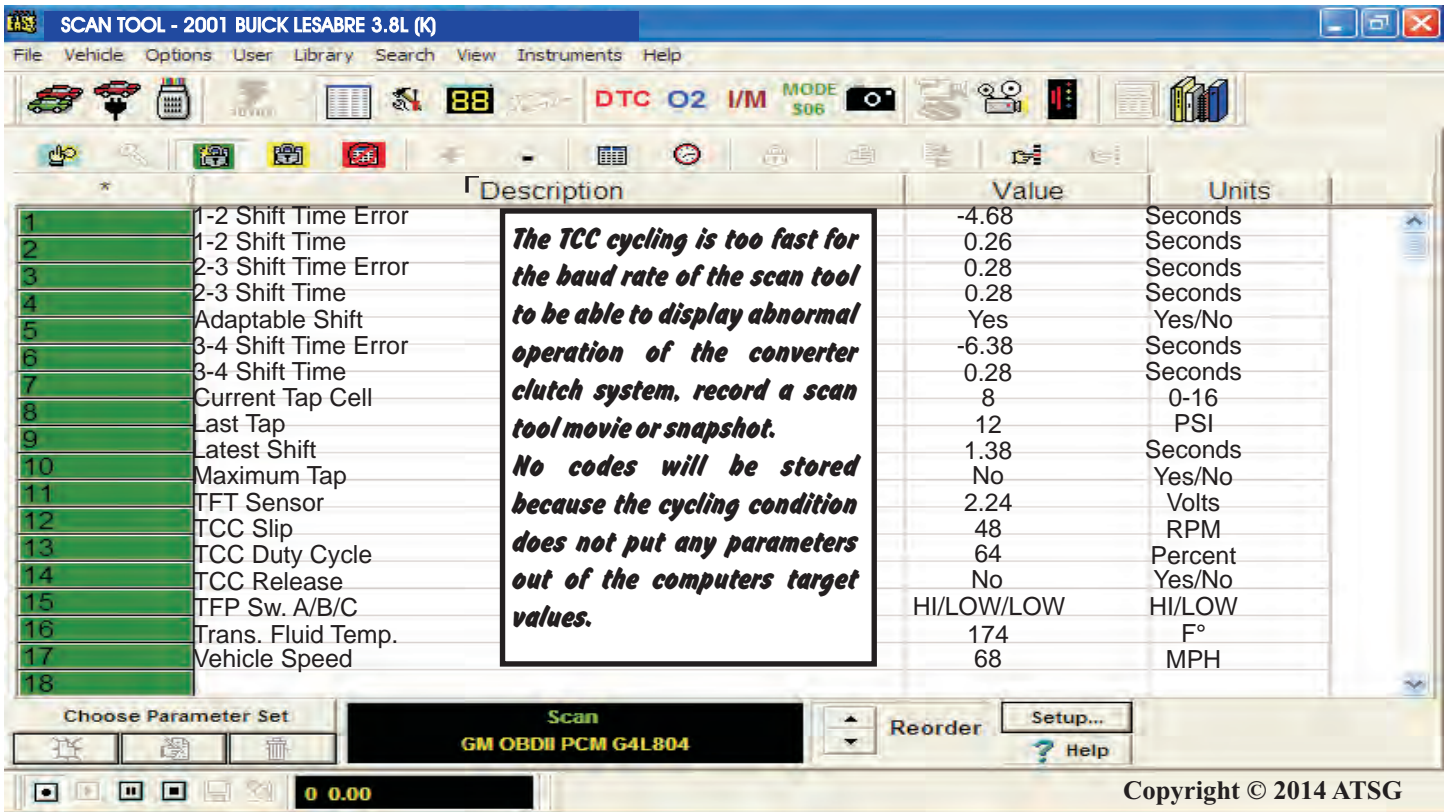 SCAN TOOL - 2001 BUICK LESABRE 3.8L (K)
File Vehicle Options User Library Search View Instruments Help
88 DTC O2 I/M MODE $06
* Description Value Units
1 1-2 Shift Time Error -4.68 Seconds
2 1-2 Shift Time 0.26 Seconds
3 2-3 Shift Time Error 0.28 Seconds
4 2-3 Shift Time 0.28 Seconds
5 Adaptable Shift Yes Yes/No
6 3-4 Shift Time Error -6.38 Seconds
7 3-4 Shift Time 0.28 Seconds
8 Current Tap Cell 8 0-16
9 Last Tap 12 PSI
10 Latest Shift 1.38 Seconds
11 Maximum Tap No Yes/No
12 TFT Sensor 2.24 Volts
13 TCC Slip 48 RPM
14 TCC Duty Cycle 64 Percent
15 TCC Release No Yes/No
16 TFP Sw. A/B/C HI/LOW/LOW HI/LOW
17 Trans. Fluid Temp. 174 F°
18 Vehicle Speed 68 MPH
The TCC cycling is too fast for
the baud rate of the scan tool
to be able to display abnormal
operation of the converter
clutch system, record a scan
tool movie or snapshot.
No codes will be stored
because the cycling condition
does not put any parameters
out of the computers target
values.
Choose Parameter Set
Scan
GM OBDII PCM G4L804
Reorder
Setup...
? Help
0 0.00
Copyright © 2014 ATSG